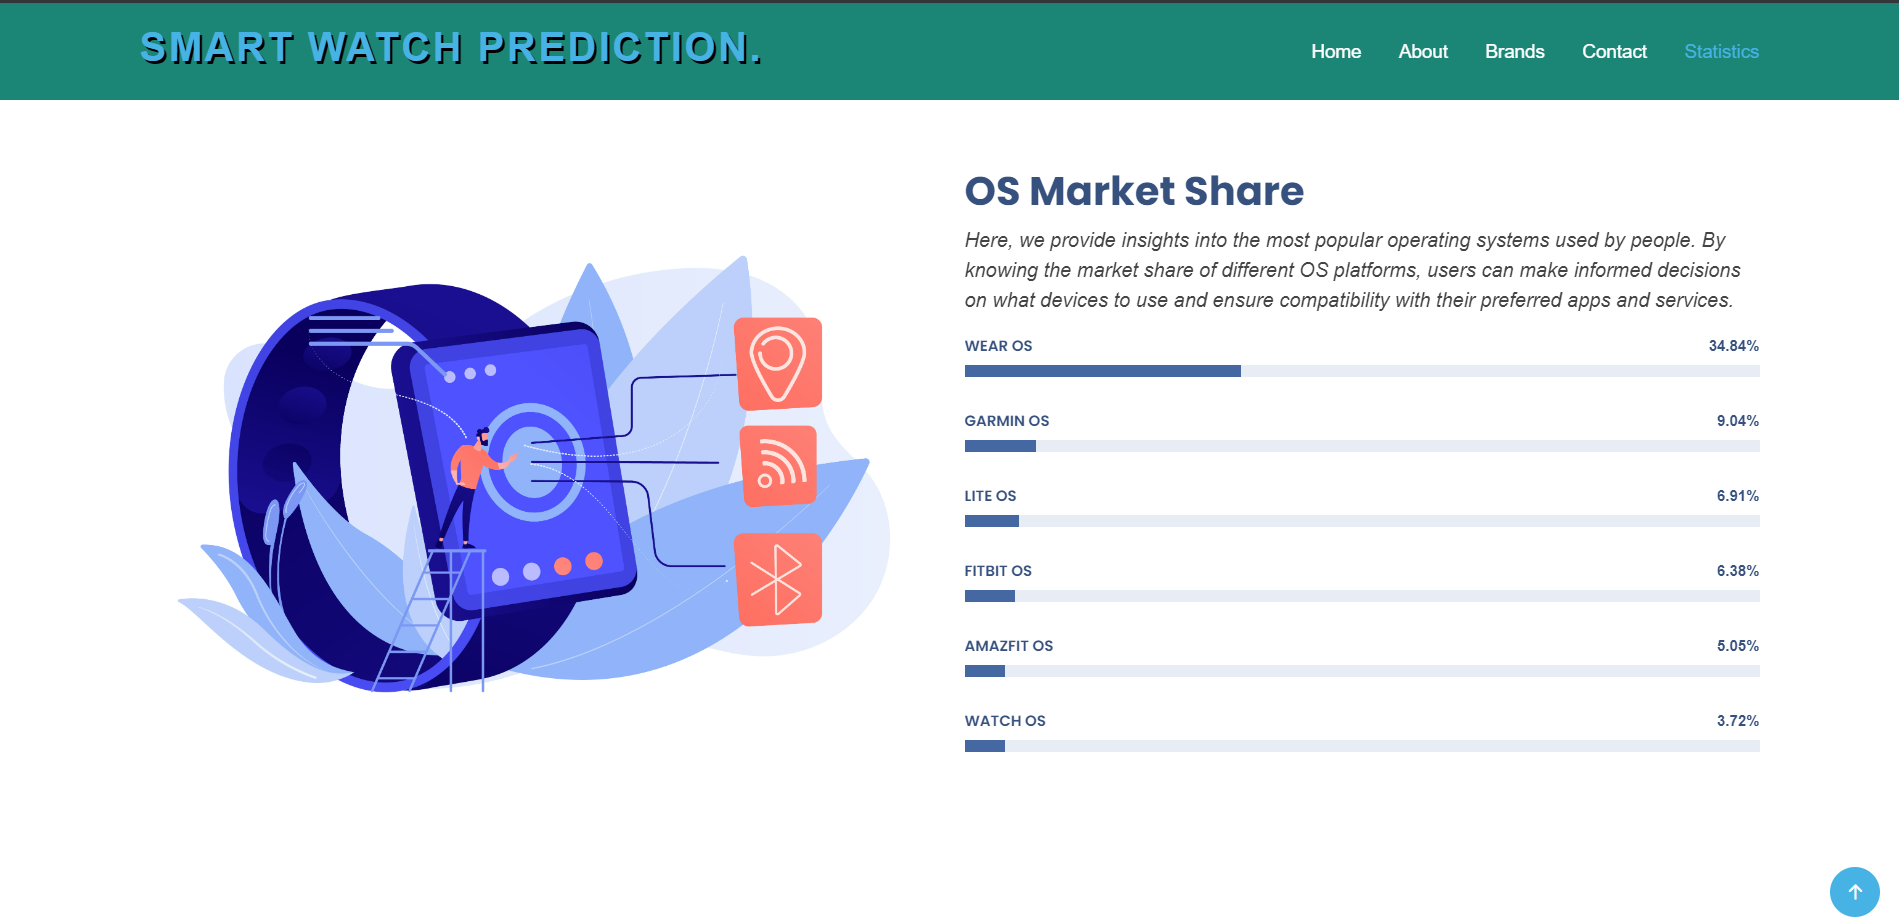 SMART WATCH PREDICTION.
Home About Brands Contact Statistics
OS Market Share
Here, we provide insights into the most popular operating systems used by people. By
knowing the market share of different OS platforms, users can make informed decisions
on what devices to use and ensure compatibility with their preferred apps and services.
WEAR OS 34.84%
GARMIN OS 9.04%
LITE OS 6.91%
FITBIT OS 6.38%
AMAZFIT OS 5.05%
WATCH OS 3.72%